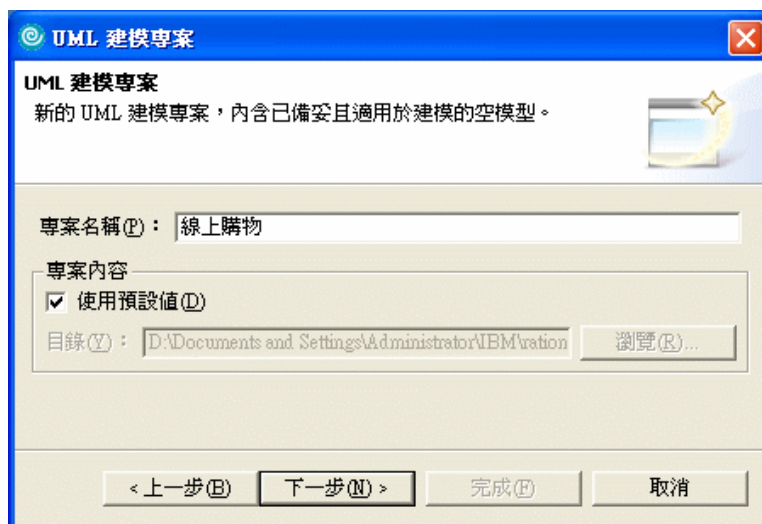 UML 建模專案
UML 建模專案
新的 UML 建模專案，內含已備妥且適用於建模的空模型。
專案名稱(P)： 線上購物
專案內容
使用預設值(D)
目錄(Y)： D:\Documents and Settings\Administrator\IBM\ration 瀏覽(R)...
< 上一步(B) 下一步(N) > 完成(F) 取消